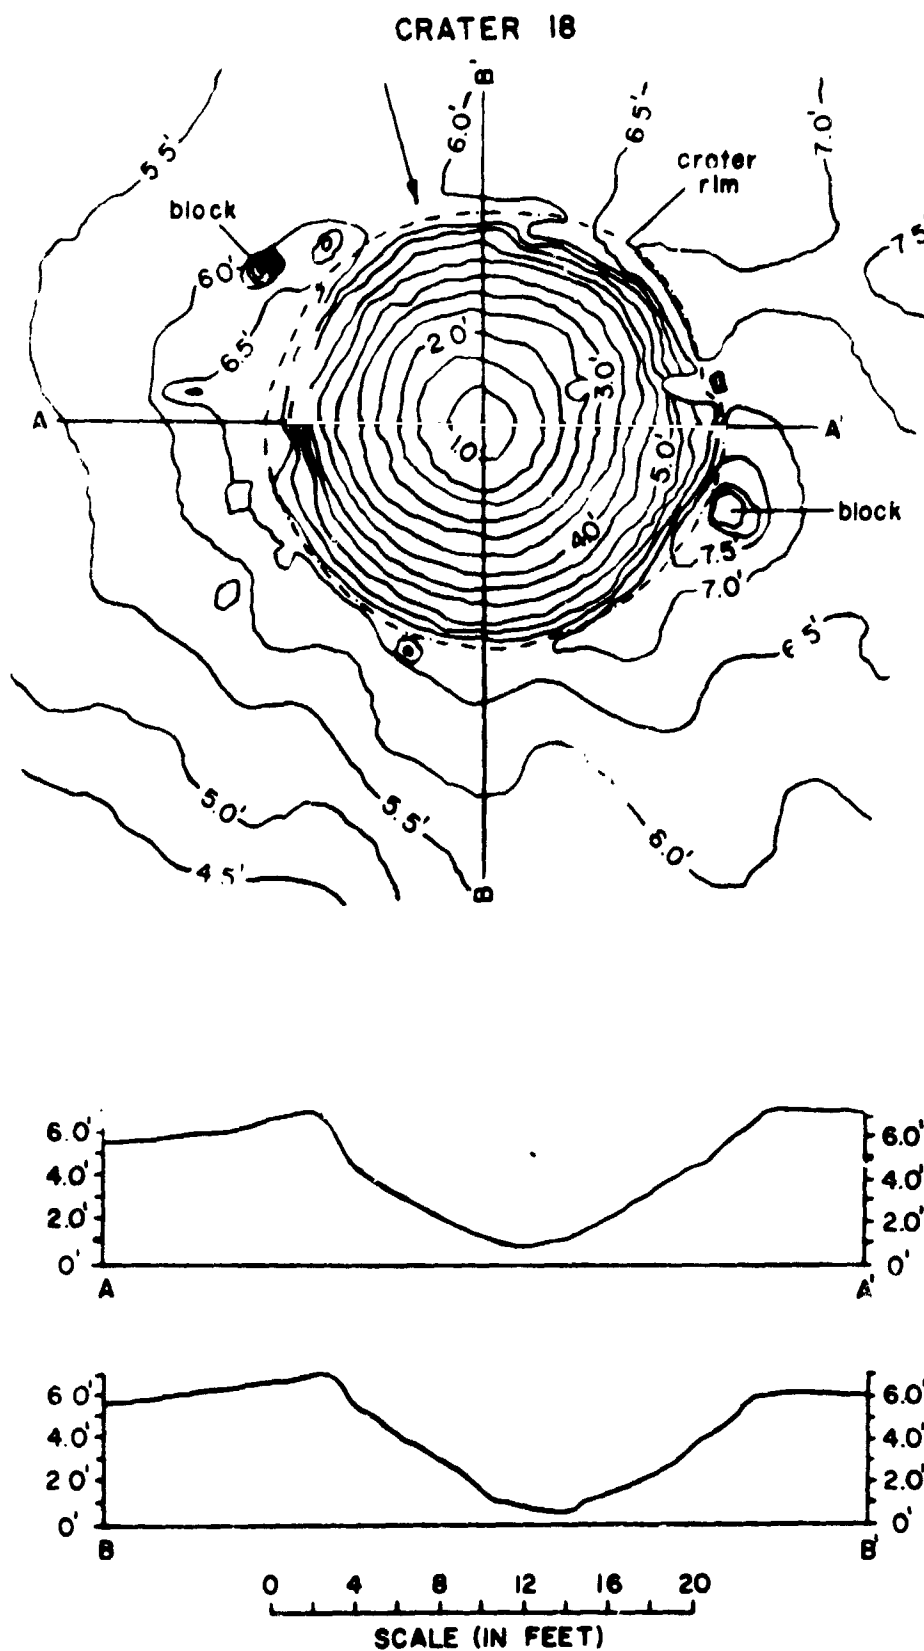 CRATER 18
B'
5.5'
6.0'
6.5'
7.0'
crater
rim
block
7.5'
6.0'
6.5'
2.0'
3.0'
A
A'
1.0'
5.0'
block
4.0'
7.5'
7.0'
6.5'
5.0'
5.5'
6.0'
4.5'
B
6.0'
6.0'
4.0'
4.0'
2.0'
2.0'
0'
0'
A
A'
6.0'
6.0'
4.0'
4.0'
2.0'
2.0'
0'
0'
B
B'
0 4 8 12 16 20
SCALE (IN FEET)